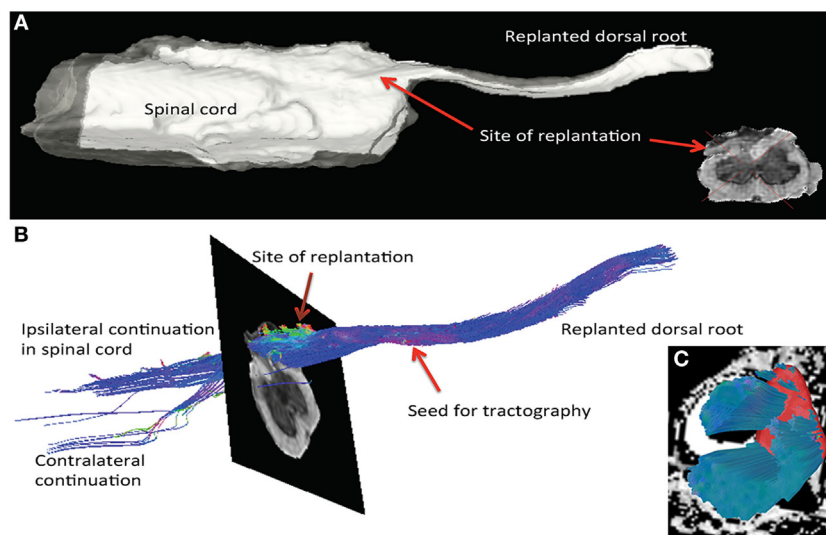 A
Replanted dorsal root
Spinal cord
Site of replantation
B
Site of replantation
Ipsilateral continuation
in spinal cord
Replanted dorsal root
Seed for tractography
C
Contralateral
continuation